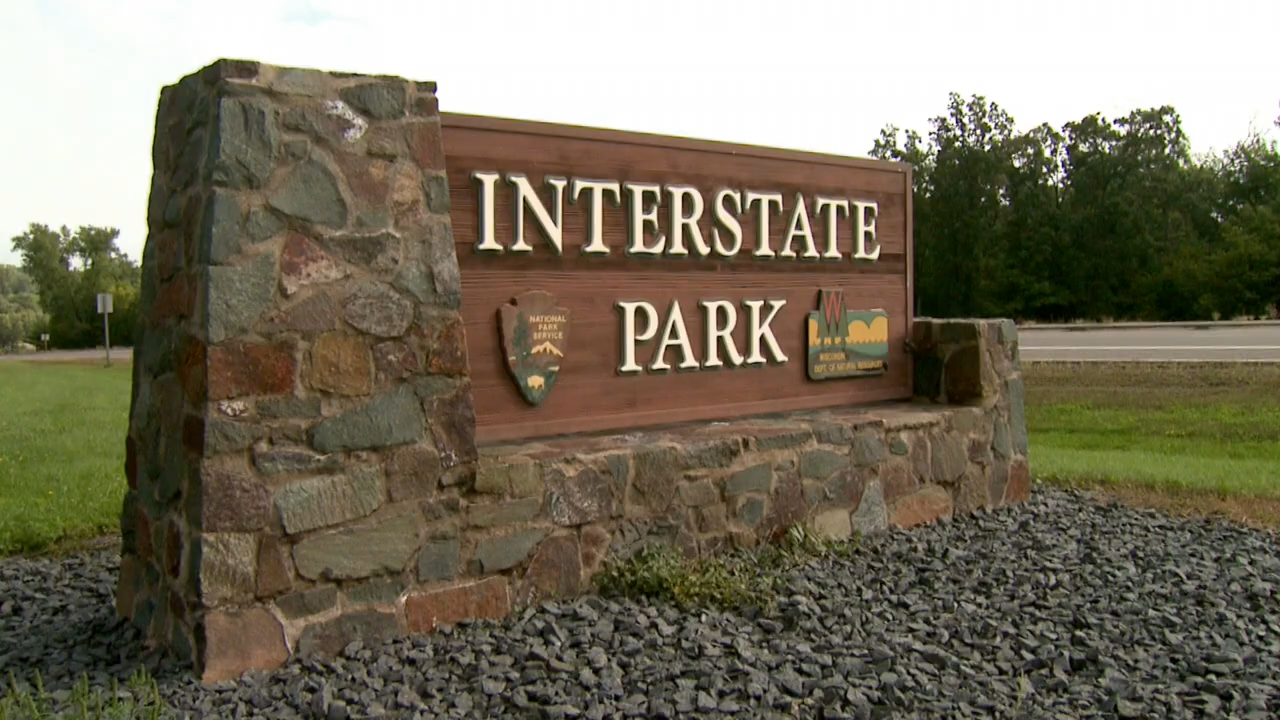 INTERSTATE
PARK
NATIONAL
PARK
SERVICE
W
WISCONSIN
DEPT. OF NATURAL RESOURCES